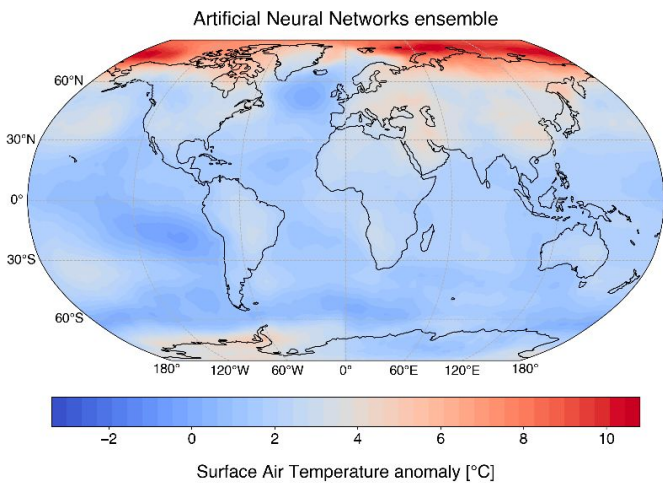 Artificial Neural Networks ensemble
60°N
30°N
0°
30°S
60°S
180° 120°W 60°W 0° 60°E 120°E 180°
−2 0 2 4 6 8 10
Surface Air Temperature anomaly [°C]